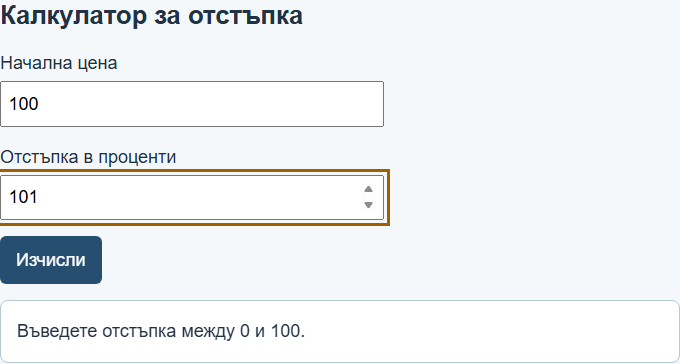 Калкулатор за отстъпка
Начална цена
100
Отстъпка в проценти
101
Изчисли
Въведете отстъпка между 0 и 100.